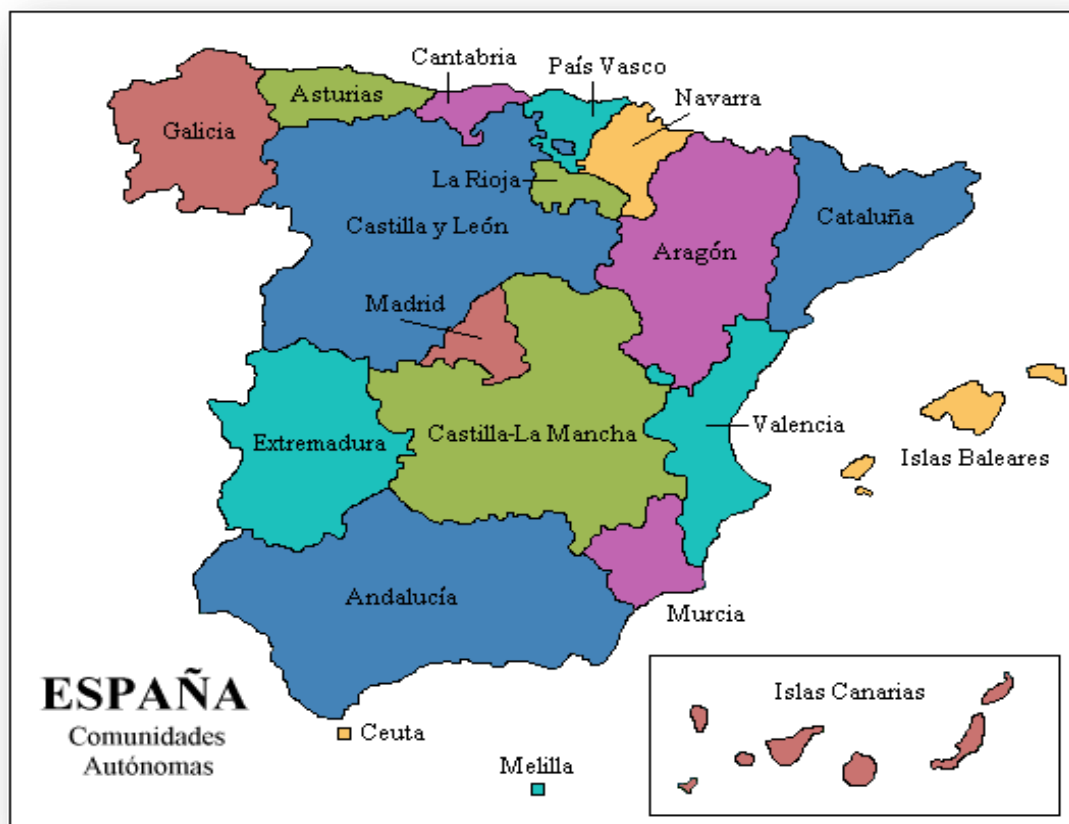 Cantabria
País Vasco
Asturias
Navarra
Galicia
La Rioja
Cataluña
Castilla y León
Aragón
Madrid
Valencia
Extremadura
Castilla-La Mancha
Islas Baleares
Andalucía
Murcia
ESPAÑA
Comunidades
Autónomas
Ceuta
Melilla
Islas Canarias